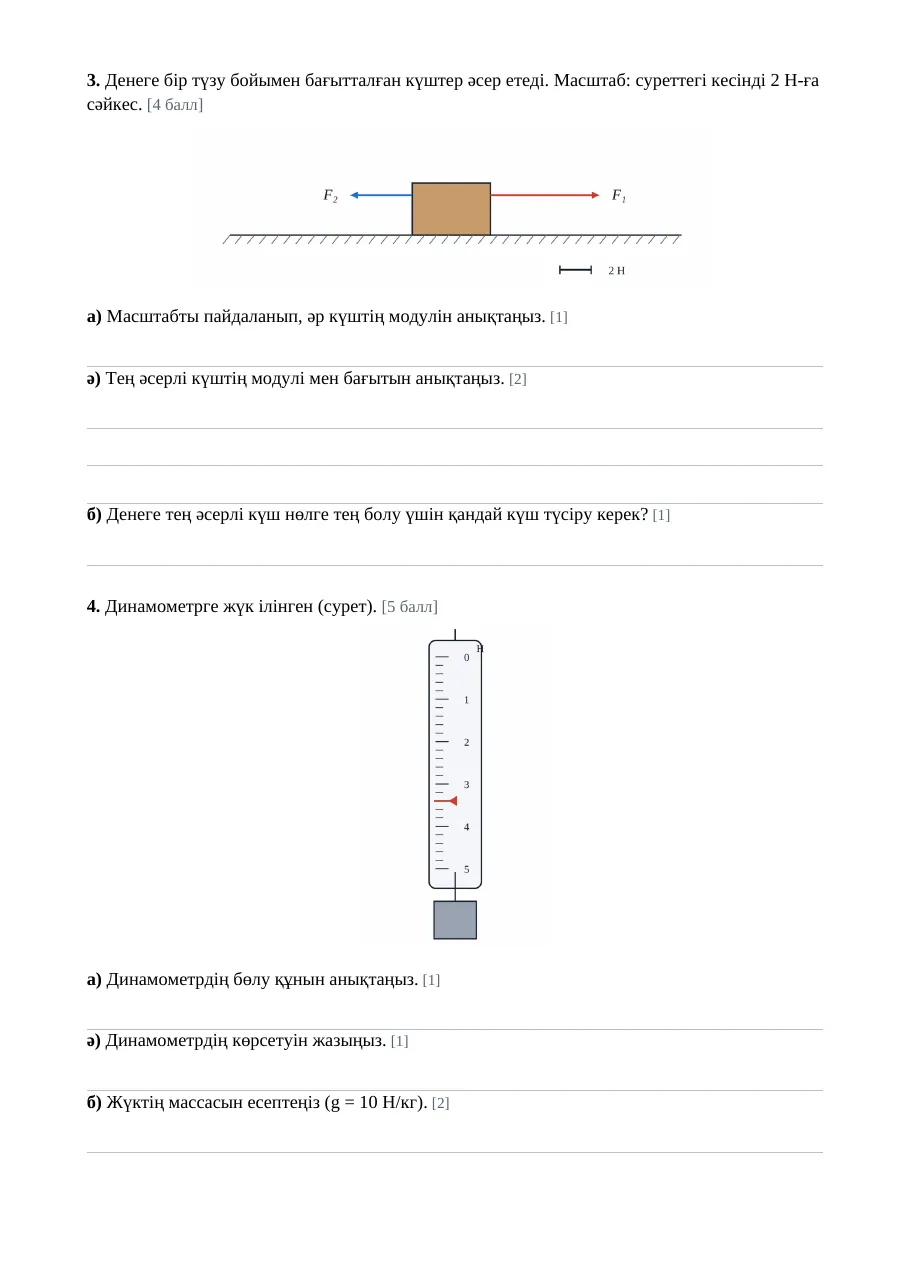 3. Денеге бір түзу бойымен бағытталған күштер әсер етеді. Масштаб: суреттегі кесінді 2 Н-ға
сәйкес. [4 балл]
F₂
F₁
2 Н
а) Масштабты пайдаланып, әр күштің модулін анықтаңыз. [1]
ә) Тең әсерлі күштің модулі мен бағытын анықтаңыз. [2]
б) Денеге тең әсерлі күш нөлге тең болу үшін қандай күш түсіру керек? [1]
4. Динамометрге жүк ілінген (сурет). [5 балл]
Н
0
1
2
3
4
5
а) Динамометрдің бөлу құнын анықтаңыз. [1]
ә) Динамометрдің көрсетуін жазыңыз. [1]
б) Жүктің массасын есептеңіз (g = 10 Н/кг). [2]